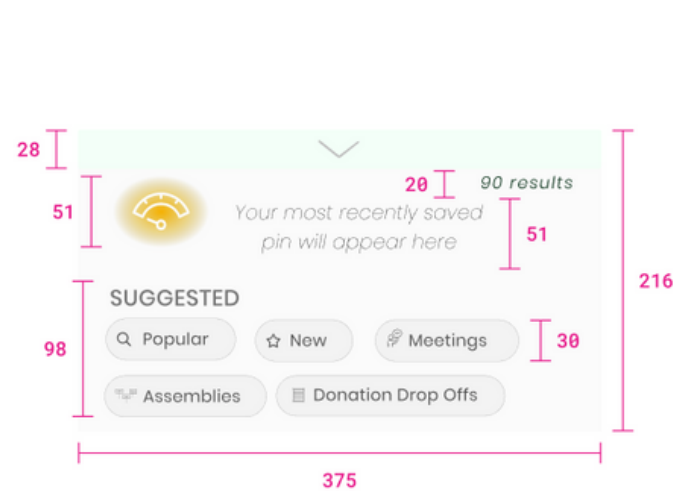 28
20
90 results
51
Your most recently saved
pin will appear here
51
216
SUGGESTED
98
Popular
New
Meetings
30
Assemblies
Donation Drop Offs
375